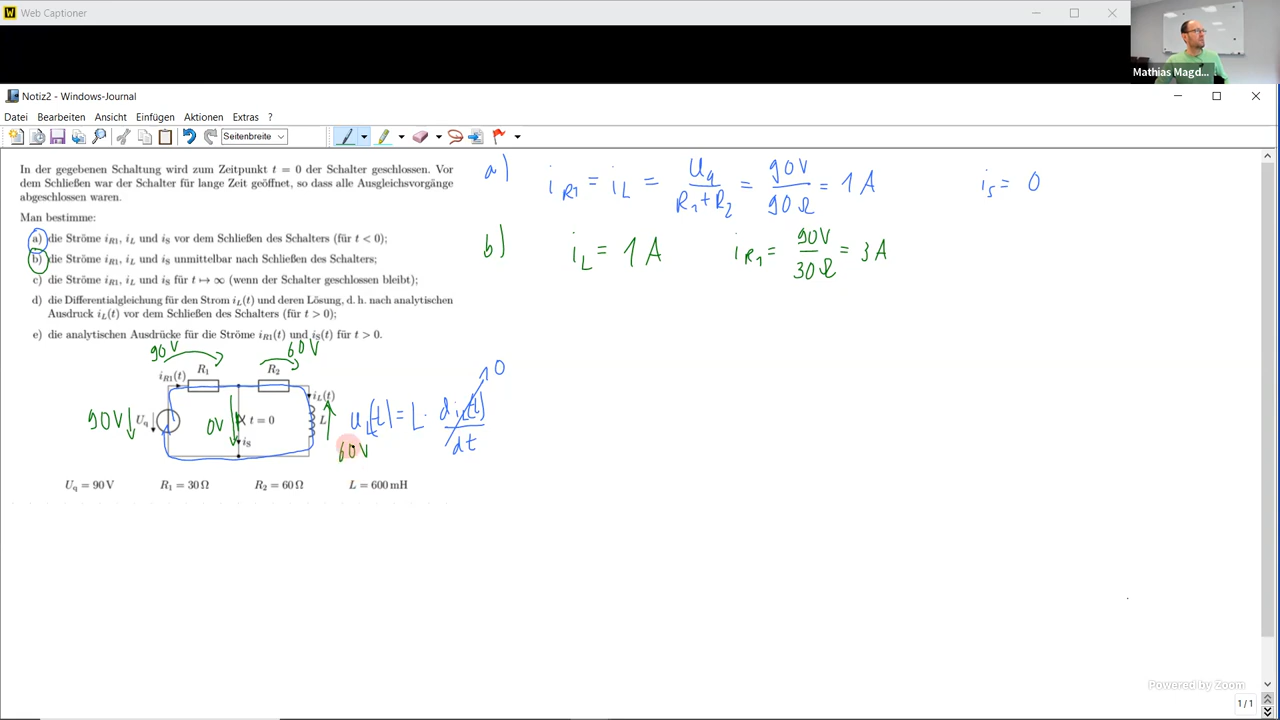 Web Captioner
Mathias Magd...
Notiz2 - Windows-Journal
Datei Bearbeiten Ansicht Einfügen Aktionen Extras ?
Seitenbreite
In der gegebenen Schaltung wird zum Zeitpunkt t = 0 der Schalter geschlossen. Vor
dem Schließen war der Schalter für lange Zeit geöffnet, so dass alle Ausgleichsvorgänge
abgeschlossen waren.
Man bestimme:
a) die Ströme iR1, iL und iS vor dem Schließen des Schalters (für t < 0);
b) die Ströme iR1, iL und iS unmittelbar nach Schließen des Schalters;
c) die Ströme iR1, iL und iS für t ↦ ∞ (wenn der Schalter geschlossen bleibt);
d) die Differentialgleichung für den Strom iL(t) und deren Lösung, d. h. nach analytischen
Ausdruck iL(t) vor dem Schließen des Schalters (für t > 0);
e) die analytischen Ausdrücke für die Ströme iR1(t) und iS(t) für t > 0.
a) iR1 = iL = Uq / (R1 + R2) = 90V / 90Ω = 1A iS = 0
b) iL = 1A iR1 = 90V / 30Ω = 3A
90V 60V
iR1(t) R1 R2
iL(t)
90V Uq 0V t = 0 L
iS
60V
uL(t) = L · diL(t) / dt 0
Uq = 90 V R1 = 30 Ω R2 = 60 Ω L = 600 mH
Powered by Zoom
1 / 1